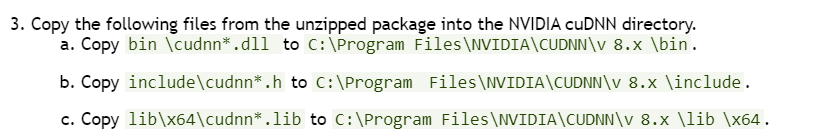 3. Copy the following files from the unzipped package into the NVIDIA cuDNN directory.
a. Copy bin \cudnn*.dll to C:\Program Files\NVIDIA\CUDNN\v 8.x \bin.
b. Copy include\cudnn*.h to C:\Program Files\NVIDIA\CUDNN\v 8.x \include.
c. Copy lib\x64\cudnn*.lib to C:\Program Files\NVIDIA\CUDNN\v 8.x \lib \x64.